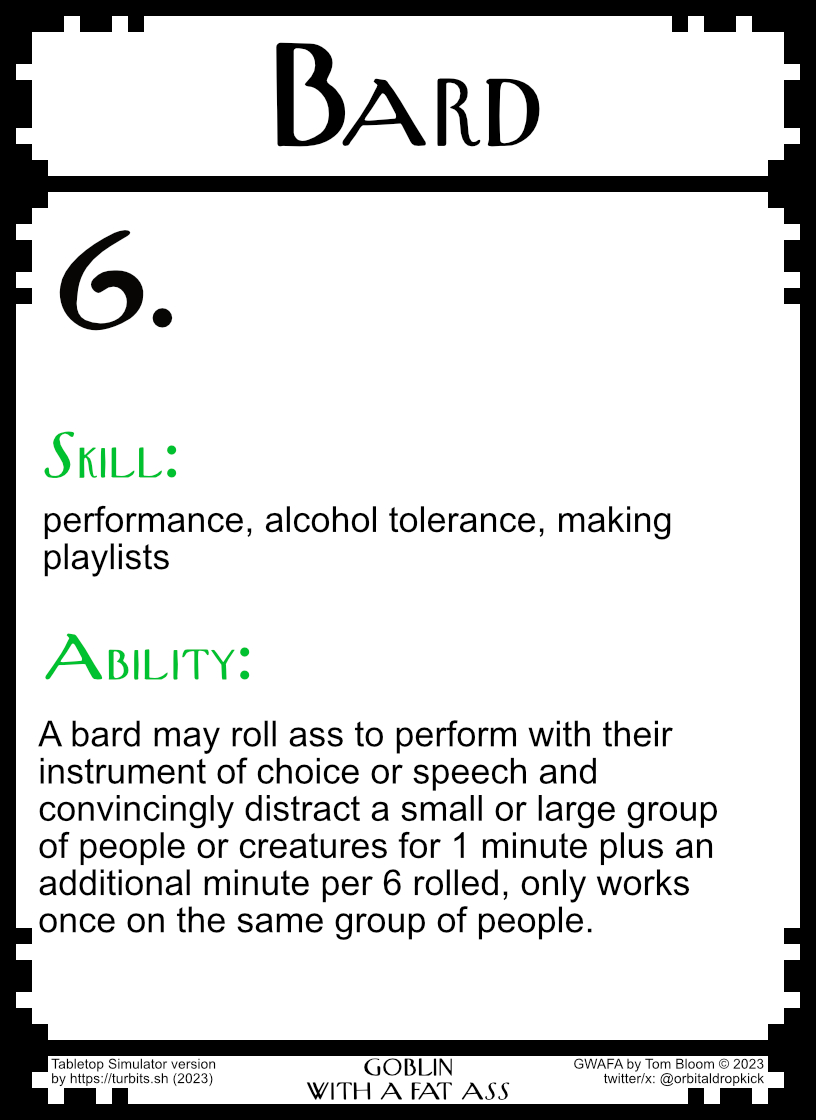 Bard
6.
Skill:
performance, alcohol tolerance, making
playlists
Ability:
A bard may roll ass to perform with their
instrument of choice or speech and
convincingly distract a small or large group
of people or creatures for 1 minute plus an
additional minute per 6 rolled, only works
once on the same group of people.
Tabletop Simulator version
by https://turbits.sh (2023)
GOBLIN
WITH A FAT ASS
GWAFA by Tom Bloom © 2023
twitter/x: @orbitaldropkick